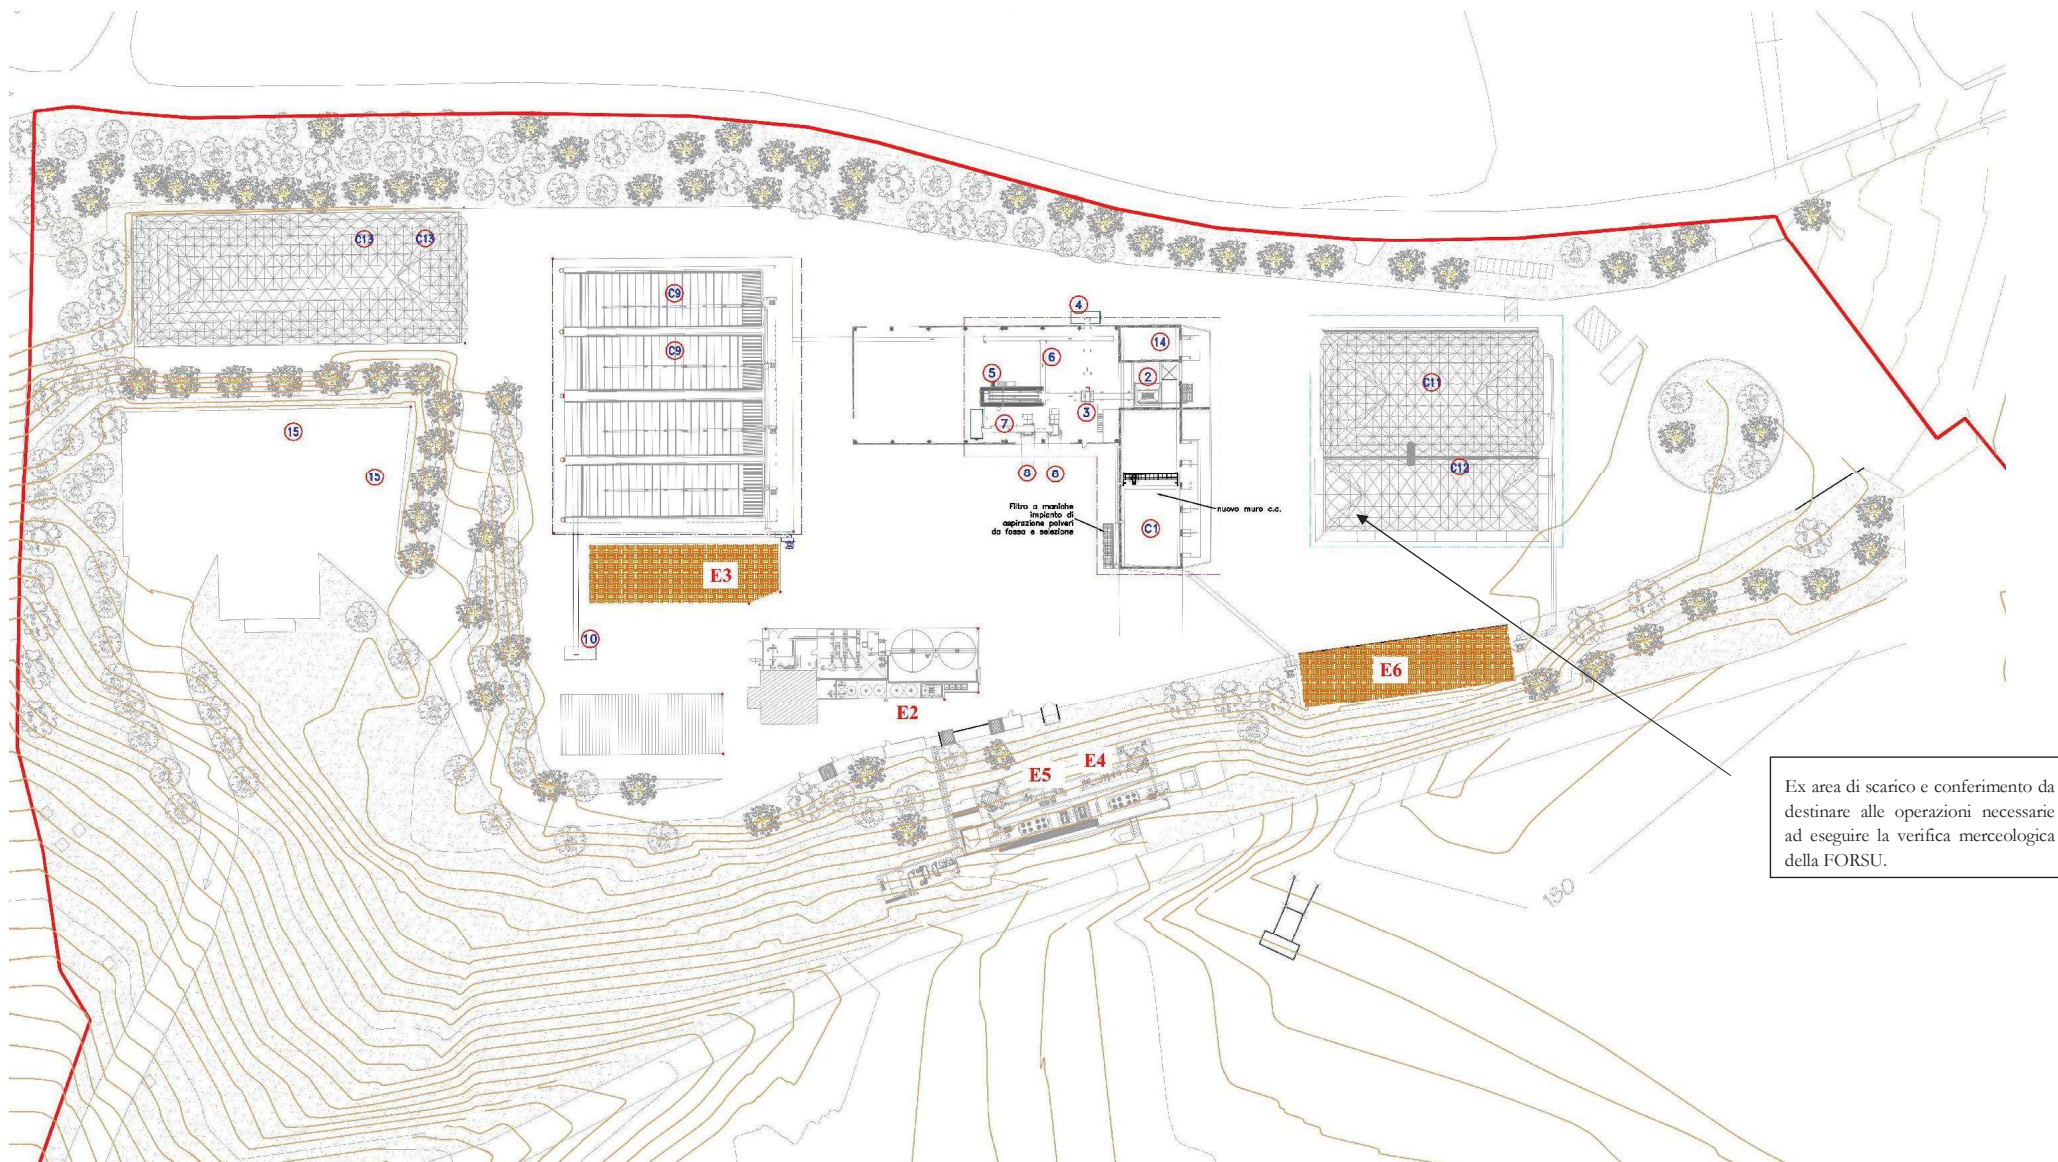 C13
C13
C9
4
14
6
C9
5
2
C11
3
7
15
C12
15
8
8
Filtro a maniche
impianto di
aspirazione polveri
da fossa e selezione
nuovo muro c.a.
C1
E3
10
E6
E2
E4
E5
Ex area di scarico e conferimento da
destinare alle operazioni necessarie
ad eseguire la verifica merceologica
della FORSU.
130